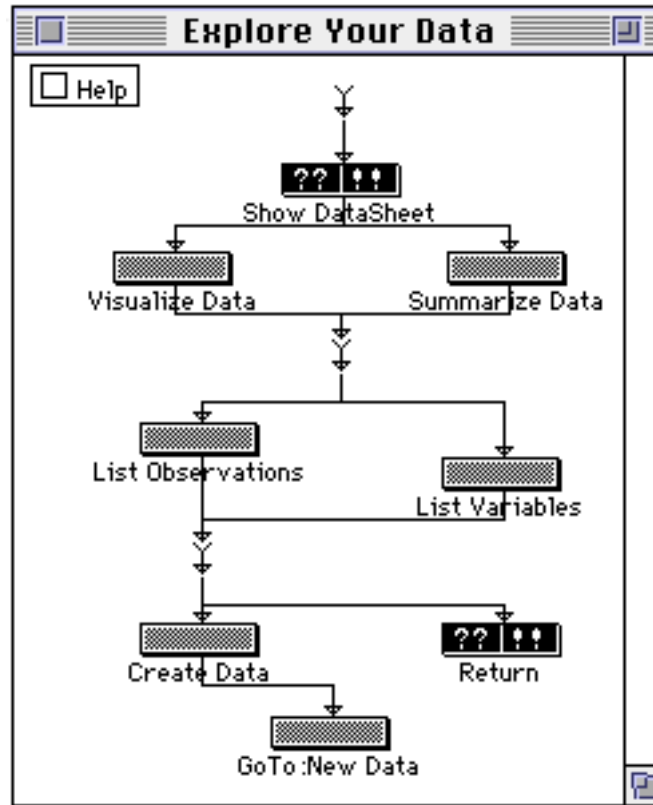 Explore Your Data
Help
?? !!
Show DataSheet
Visualize Data
Summarize Data
List Observations
List Variables
Create Data
?? !!
Return
GoTo:New Data